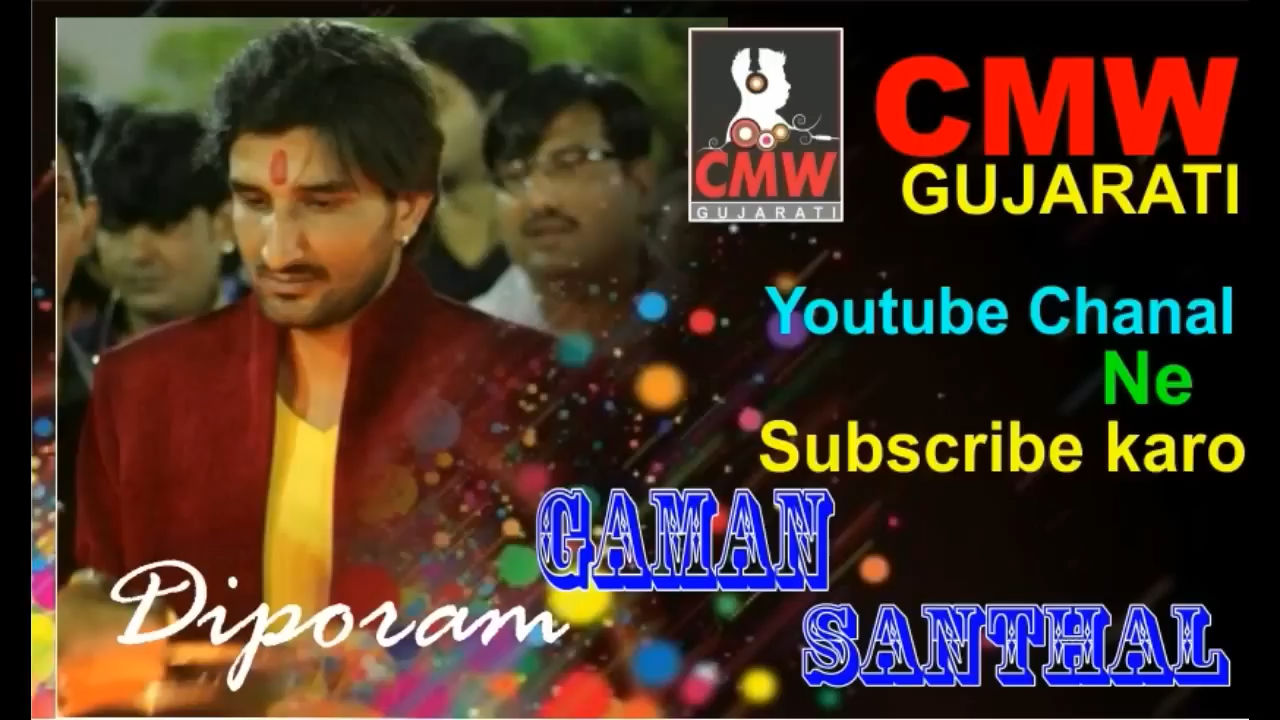 CMW
GUJARATI
CMW
GUJARATI
Youtube Chanal
Ne
Subscribe karo
GAMAN
SANTHAL
Diporam